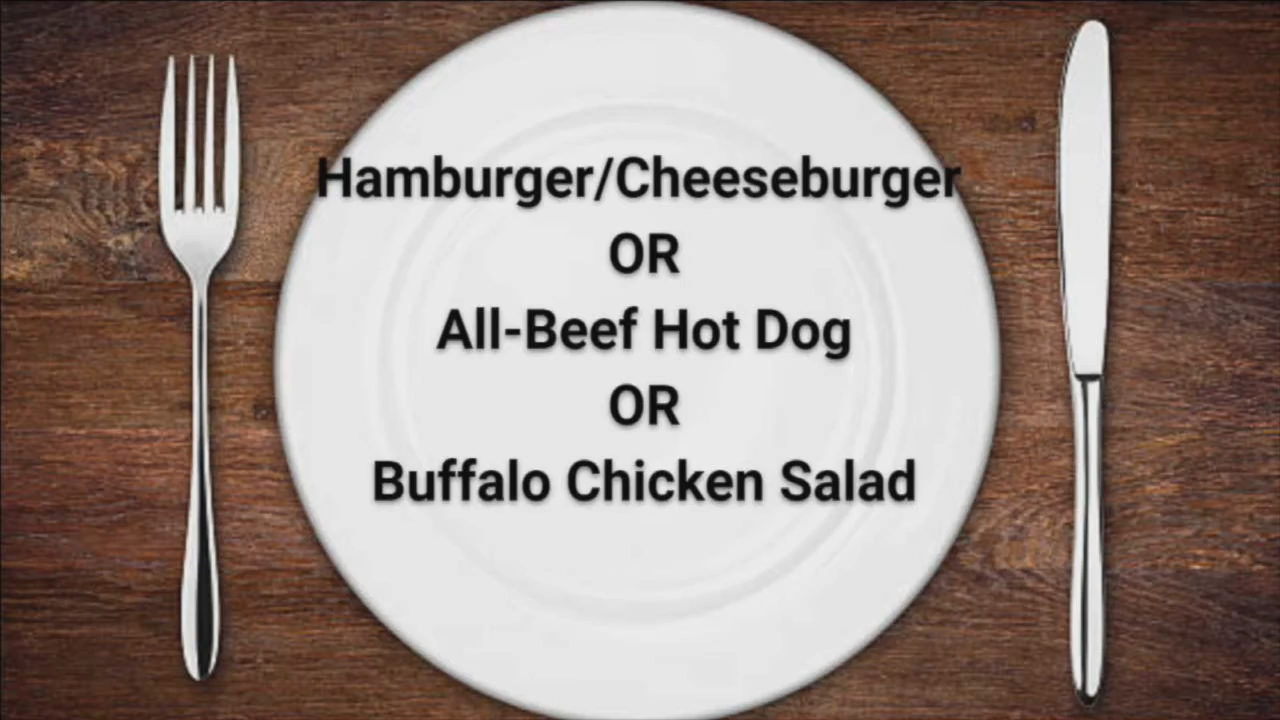 Hamburger/Cheeseburger
OR
All-Beef Hot Dog
OR
Buffalo Chicken Salad